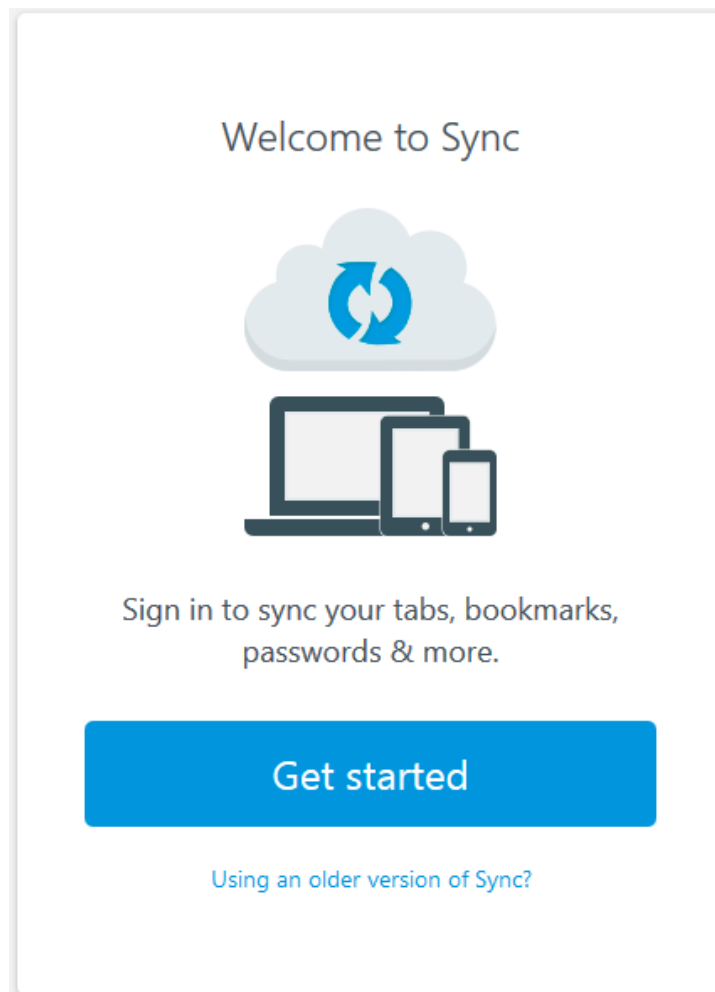 Welcome to Sync
Sign in to sync your tabs, bookmarks,
passwords & more.
Get started
Using an older version of Sync?